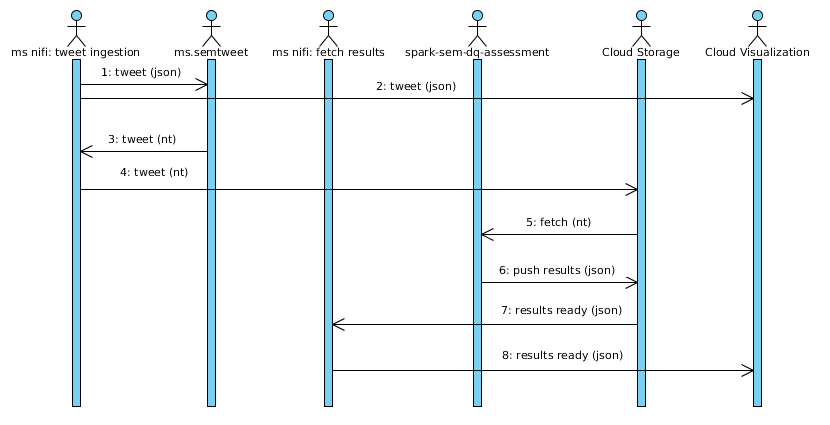 ms nifi: tweet ingestion
ms.semtweet
ms nifi: fetch results
spark-sem-dq-assessment
Cloud Storage
Cloud Visualization
1: tweet (json)
2: tweet (json)
3: tweet (nt)
4: tweet (nt)
5: fetch (nt)
6: push results (json)
7: results ready (json)
8: results ready (json)